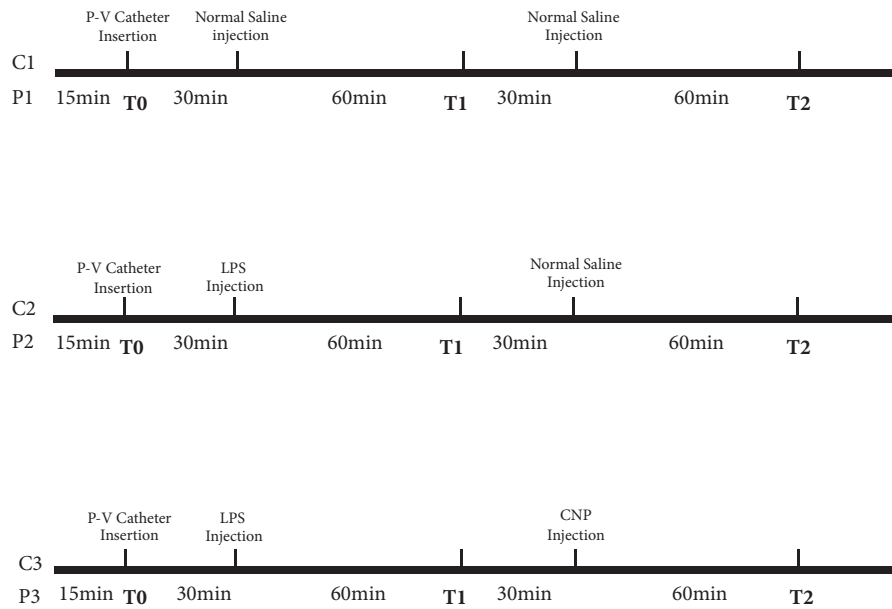 P-V Catheter
Insertion
Normal Saline
injection
Normal Saline
Injection
C1
P1 15min T0 30min 60min T1 30min 60min T2
P-V Catheter
Insertion
LPS
Injection
Normal Saline
Injection
C2
P2 15min T0 30min 60min T1 30min 60min T2
P-V Catheter
Insertion
LPS
Injection
CNP
Injection
C3
P3 15min T0 30min 60min T1 30min 60min T2